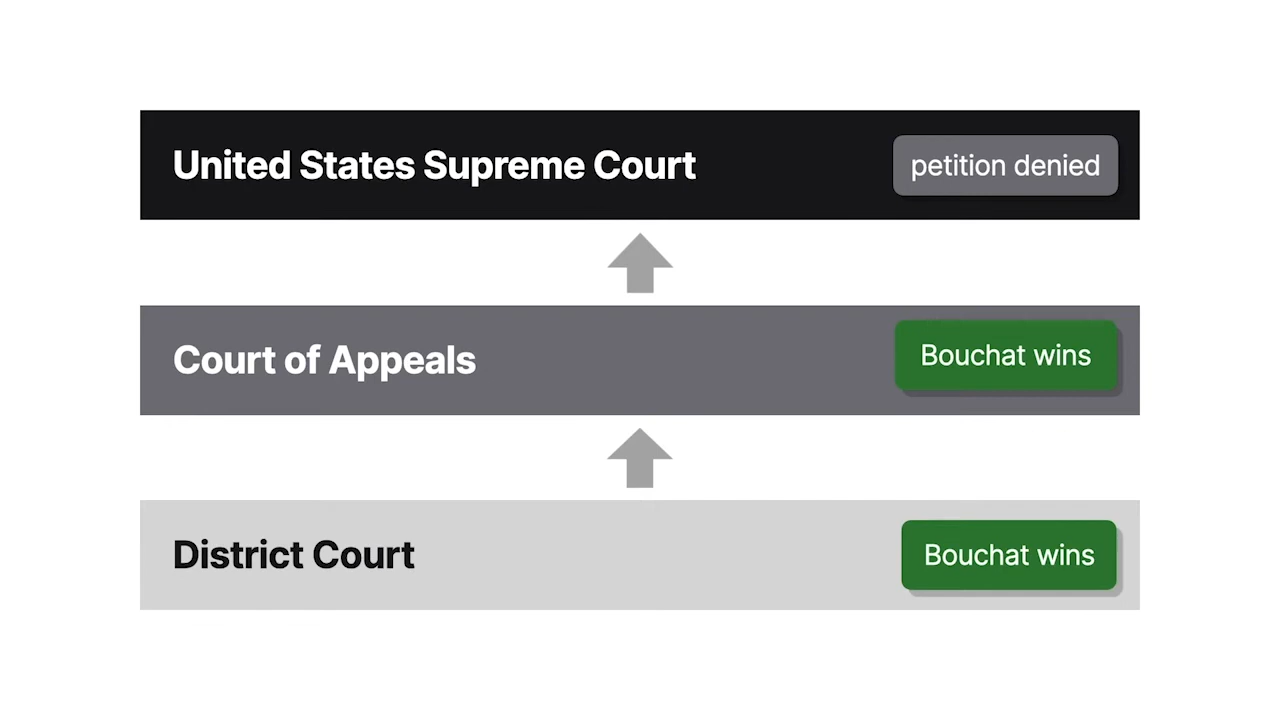 United States Supreme Court
petition denied
Court of Appeals
Bouchat wins
District Court
Bouchat wins